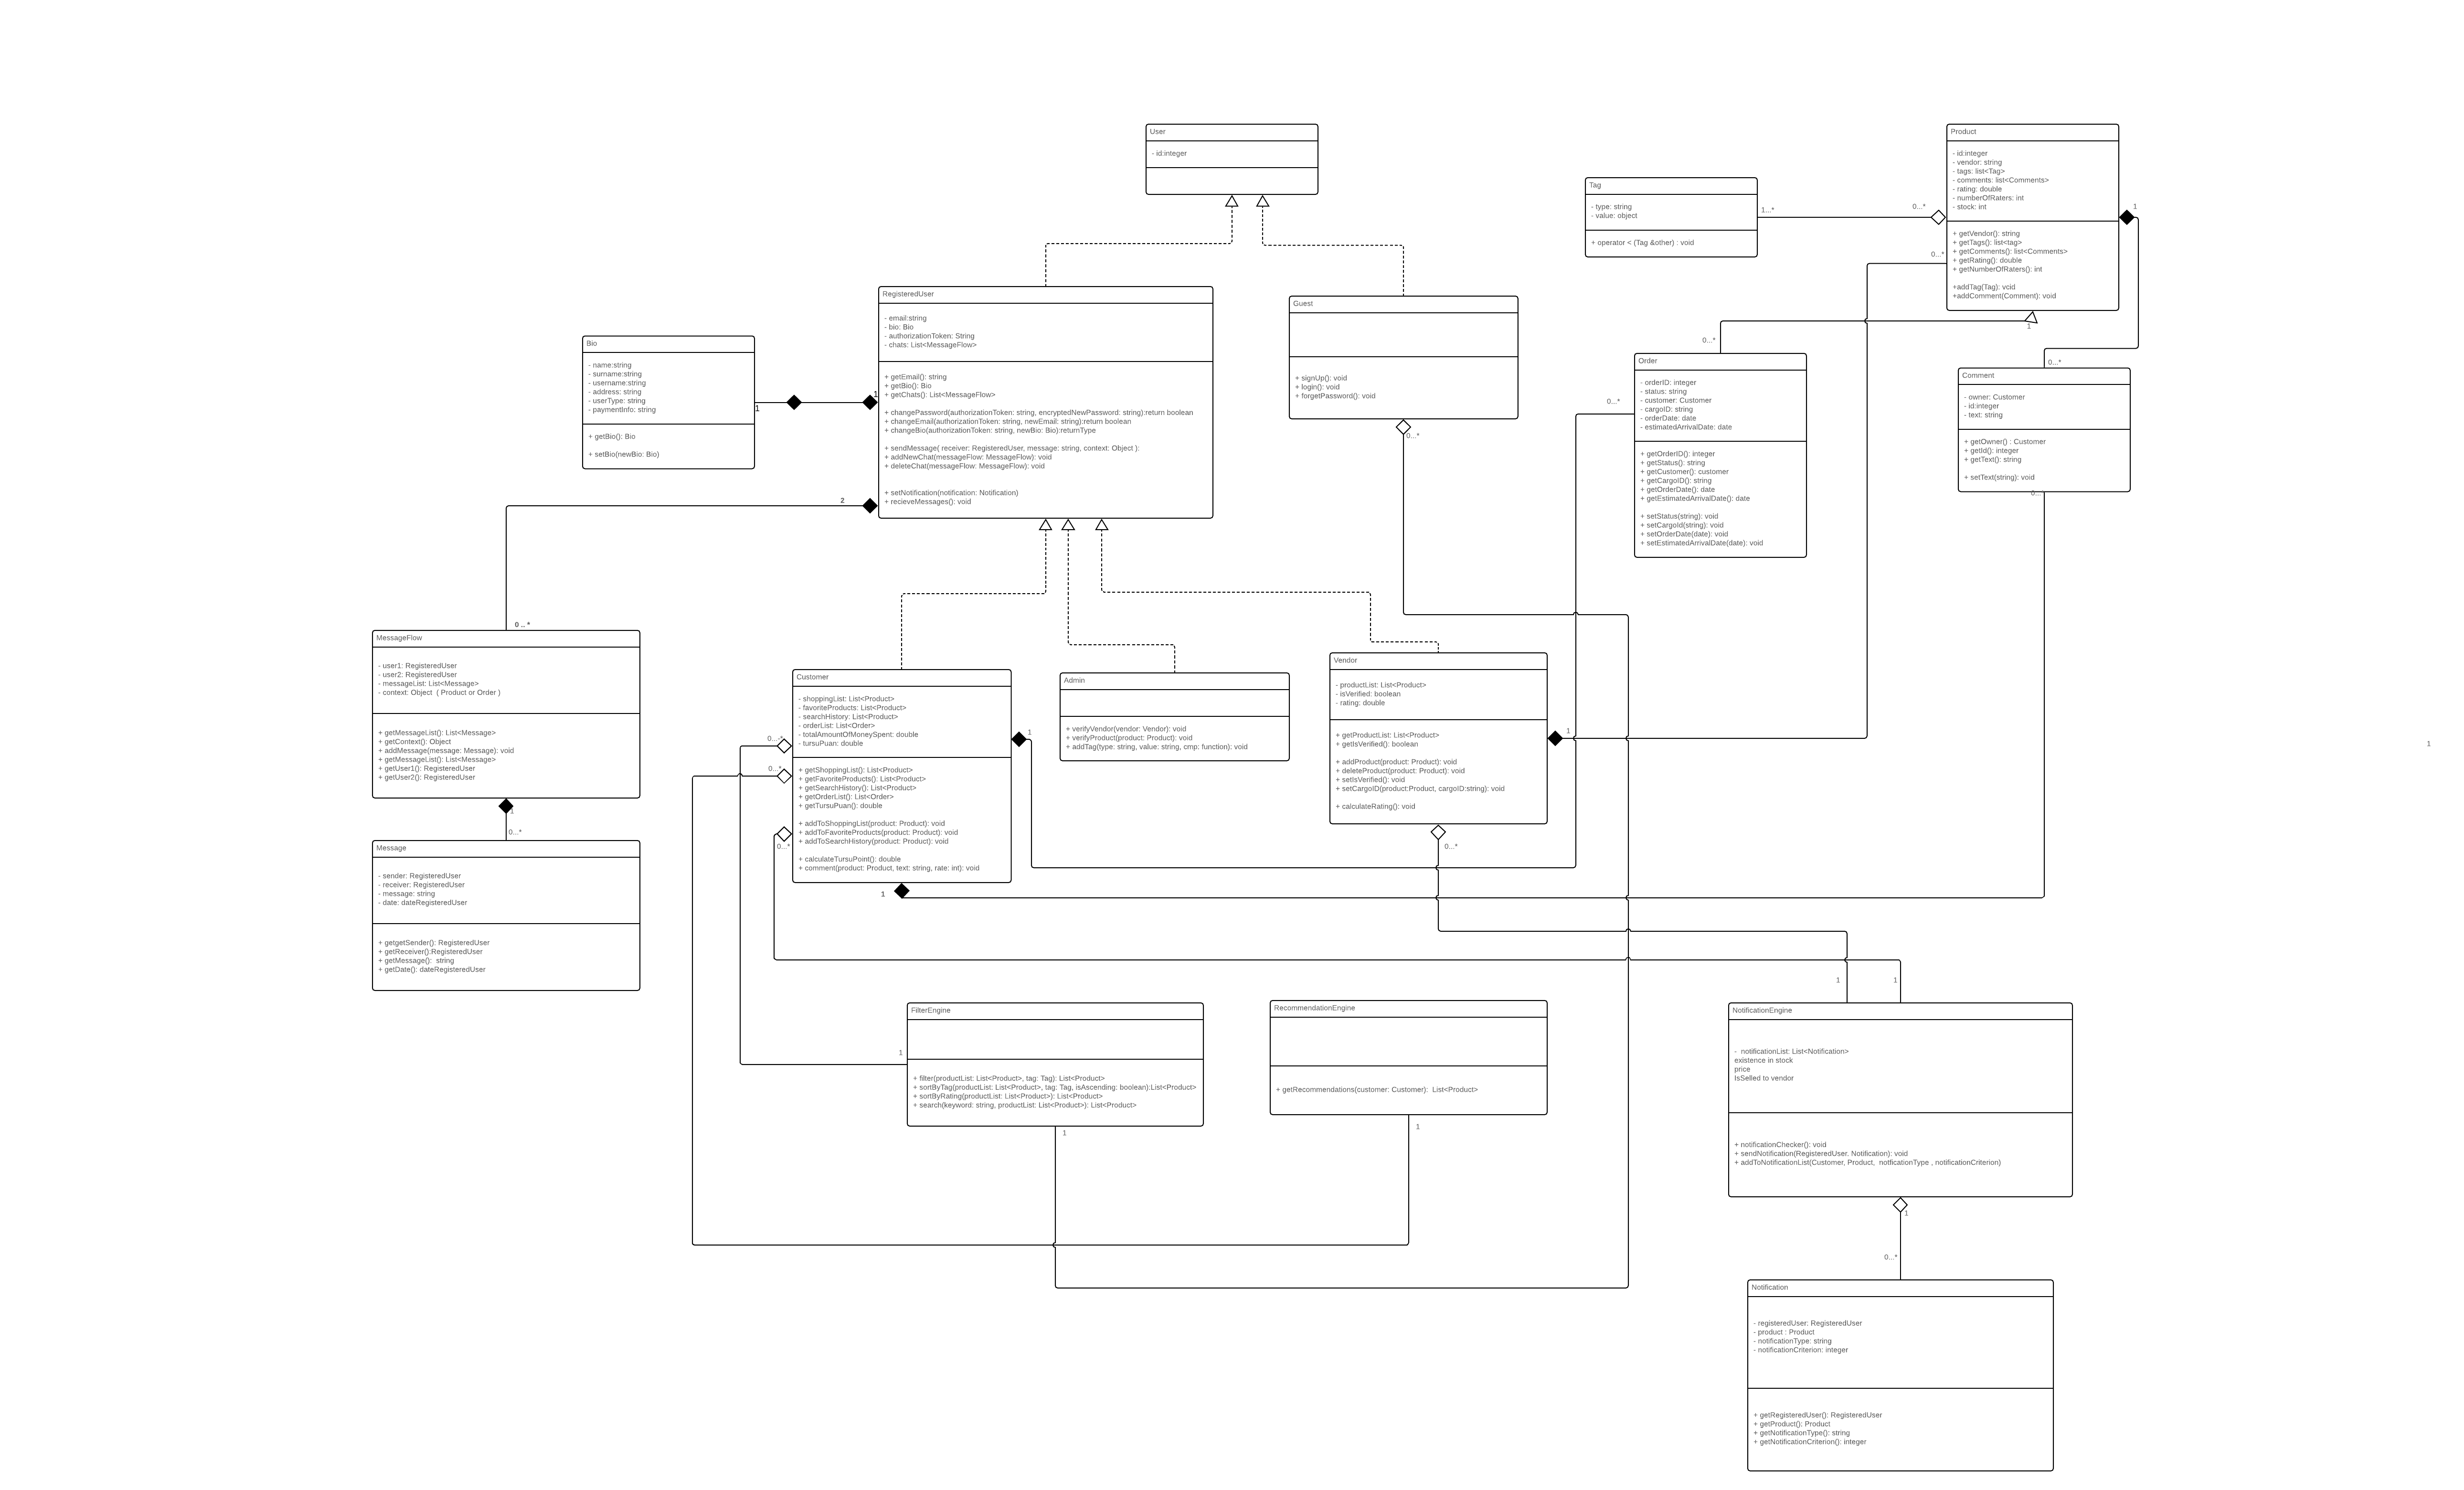 User
- id:integer
Product
- id:integer
- vendor: string
- tags: list<Tag>
- comments: list<Comments>
- rating: double
- numberOfRaters: int
- stock: int
+ getVendor(): string
+ getTags(): list<tag>
+ getComments(): list<Comments>
+ getRating(): double
+ getNumberOfRaters(): int
+addTag(Tag): vcid
+addComment(Comment): void
1
0...*
0...*
1
Tag
- type: string
- value: object
+ operator < (Tag &other) : void
1...*
RegisteredUser
- email:string
- bio: Bio
- authorizationToken: String
- chats: List<MessageFlow>
+ getEmail(): string
+ getBio(): Bio
+ getChats(): List<MessageFlow>
+ changePassword(authorizationToken: string, encryptedNewPassword: string):return boolean
+ changeEmail(authorizationToken: string, newEmail: string):return boolean
+ changeBio(authorizationToken: string, newBio: Bio):returnType
+ sendMessage( receiver: RegisteredUser, message: string, context: Object ):
+ addNewChat(messageFlow: MessageFlow): void
+ deleteChat(messageFlow: MessageFlow): void
+ setNotification(notification: Notification)
+ recieveMessages(): void
1
2
Guest
+ signUp(): void
+ login(): void
+ forgetPassword(): void
0...*
Bio
- name:string
- surname:string
- username:string
- address: string
- userType: string
- paymentInfo: string
+ getBio(): Bio
+ setBio(newBio: Bio)
1
0...*
Order
- orderID: integer
- status: string
- customer: Customer
- cargoID: string
- orderDate: date
- estimatedArrivalDate: date
+ getOrderID(): integer
+ getStatus(): string
+ getCustomer(): customer
+ getCargoID(): string
+ getOrderDate(): date
+ getEstimatedArrivalDate(): date
+ setStatus(string): void
+ setCargoId(string): void
+ setOrderDate(date): void
+ setEstimatedArrivalDate(date): void
0...*
0...*
Comment
- owner: Customer
- id:integer
- text: string
+ getOwner() : Customer
+ getId(): integer
+ getText(): string
+ setText(string): void
0...*
0 .. *
MessageFlow
- user1: RegisteredUser
- user2: RegisteredUser
- messageList: List<Message>
- context: Object ( Product or Order )
+ getMessageList(): List<Message>
+ getContext(): Object
+ addMessage(message: Message): void
+ getMessageList(): List<Message>
+ getUser1(): RegisteredUser
+ getUser2(): RegisteredUser
1
0...*
Message
- sender: RegisteredUser
- receiver: RegisteredUser
- message: string
- date: dateRegisteredUser
+ getgetSender(): RegisteredUser
+ getReceiver():RegisteredUser
+ getMessage(): string
+ getDate(): dateRegisteredUser
Customer
- shoppingList: List<Product>
- favoriteProducts: List<Product>
- searchHistory: List<Product>
- orderList: List<Order>
- totalAmountOfMoneySpent: double
- tursuPuan: double
+ getShoppingList(): List<Product>
+ getFavoriteProducts(): List<Product>
+ getSearchHistory(): List<Product>
+ getOrderList(): List<Order>
+ getTursuPuan(): double
+ addToShoppingList(product: Product): void
+ addToFavoriteProducts(product: Product): void
+ addToSearchHistory(product: Product): void
+ calculateTursuPoint(): double
+ comment(product: Product, text: string, rate: int): void
0...*
0...*
0...*
1
1
Admin
+ verifyVendor(vendor: Vendor): void
+ verifyProduct(product: Product): void
+ addTag(type: string, value: string, cmp: function): void
Vendor
- productList: List<Product>
- isVerified: boolean
- rating: double
+ getProductList: List<Product>
+ getIsVerified(): boolean
+ addProduct(product: Product): void
+ deleteProduct(product: Product): void
+ setIsVerified(): void
+ setCargoID(product:Product, cargoID:string): void
+ calculateRating(): void
1
0...*
1
FilterEngine
+ filter(productList: List<Product>, tag: Tag): List<Product>
+ sortByTag(productList: List<Product>, tag: Tag, isAscending: boolean):List<Product>
+ sortByRating(productList: List<Product>): List<Product>
+ search(keyword: string, productList: List<Product>): List<Product>
1
1
RecommendationEngine
+ getRecommendations(customer: Customer): List<Product>
1
1
1
NotificationEngine
- notificationList: List<Notification>
existence in stock
price
IsSelled to vendor
+ notificationChecker(): void
+ sendNotification(RegisteredUser. Notification): void
+ addToNotificationList(Customer, Product, notficationType , notificationCriterion)
1
0...*
Notification
- registeredUser: RegisteredUser
- product : Product
- notificationType: string
- notificationCriterion: integer
+ getRegisteredUser(): RegisteredUser
+ getProduct(): Product
+ getNotificationType(): string
+ getNotificationCriterion(): integer